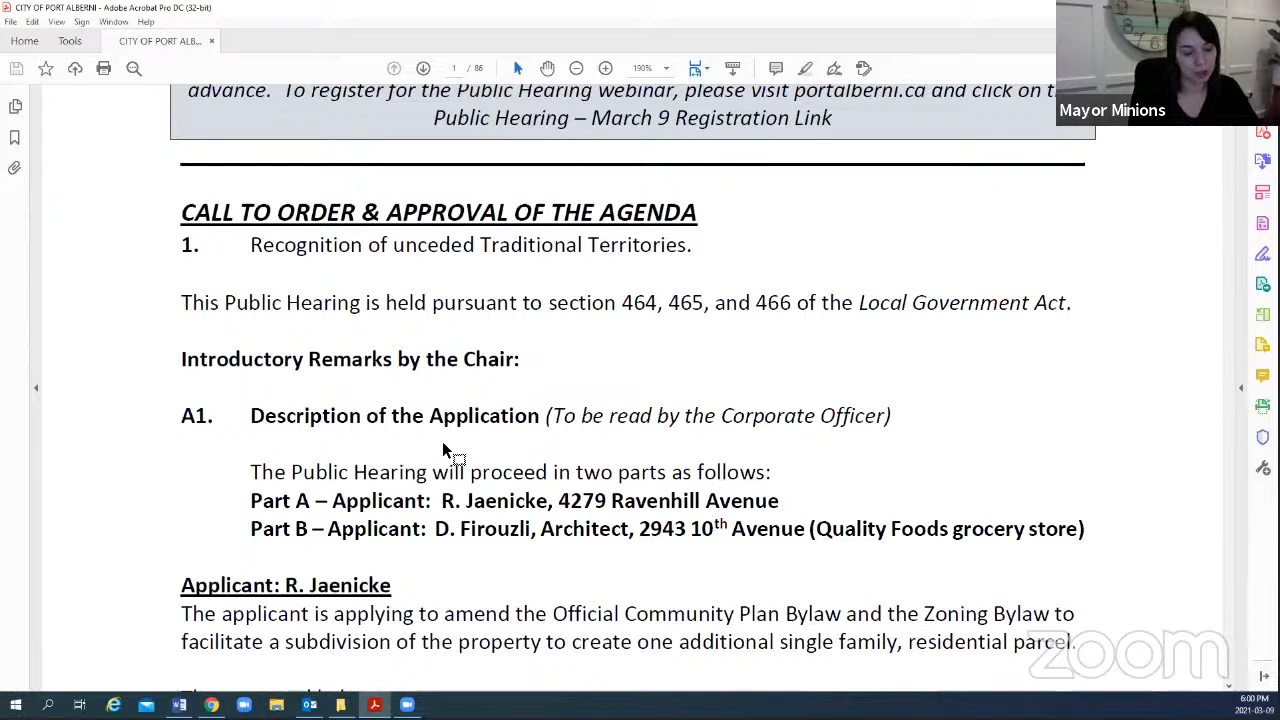 CITY OF PORT ALBERNI - Adobe Acrobat Pro DC (32-bit)
File Edit View Sign Window Help
Home Tools CITY OF PORT ALB... ×
1 / 86 190%
advance. To register for the Public Hearing webinar, please visit portalberni.ca and click on
Public Hearing – March 9 Registration Link
Mayor Minions
CALL TO ORDER & APPROVAL OF THE AGENDA
1. Recognition of unceded Traditional Territories.
This Public Hearing is held pursuant to section 464, 465, and 466 of the Local Government Act.
Introductory Remarks by the Chair:
A1. Description of the Application (To be read by the Corporate Officer)
The Public Hearing will proceed in two parts as follows:
Part A – Applicant: R. Jaenicke, 4279 Ravenhill Avenue
Part B – Applicant: D. Firouzli, Architect, 2943 10th Avenue (Quality Foods grocery store)
Applicant: R. Jaenicke
The applicant is applying to amend the Official Community Plan Bylaw and the Zoning Bylaw to
facilitate a subdivision of the property to create one additional single family, residential parcel.
zoom
6:00 PM
2021-03-09